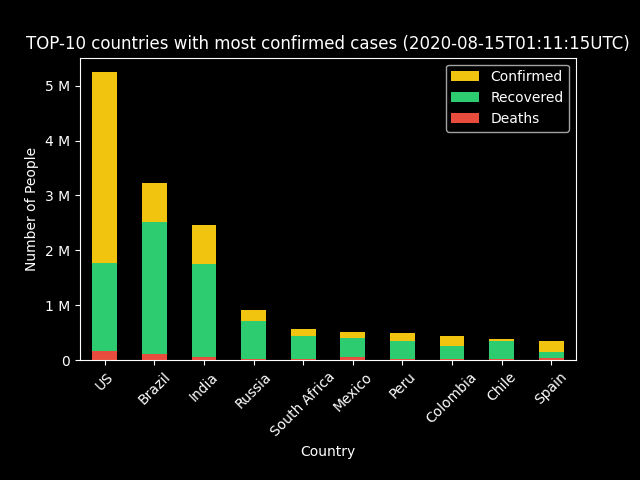 TOP-10 countries with most confirmed cases (2020-08-15T01:11:15UTC)
Confirmed
Recovered
Deaths
Number of People
5 M
4 M
3 M
2 M
1 M
0
US
Brazil
India
Russia
South Africa
Mexico
Peru
Colombia
Chile
Spain
Country